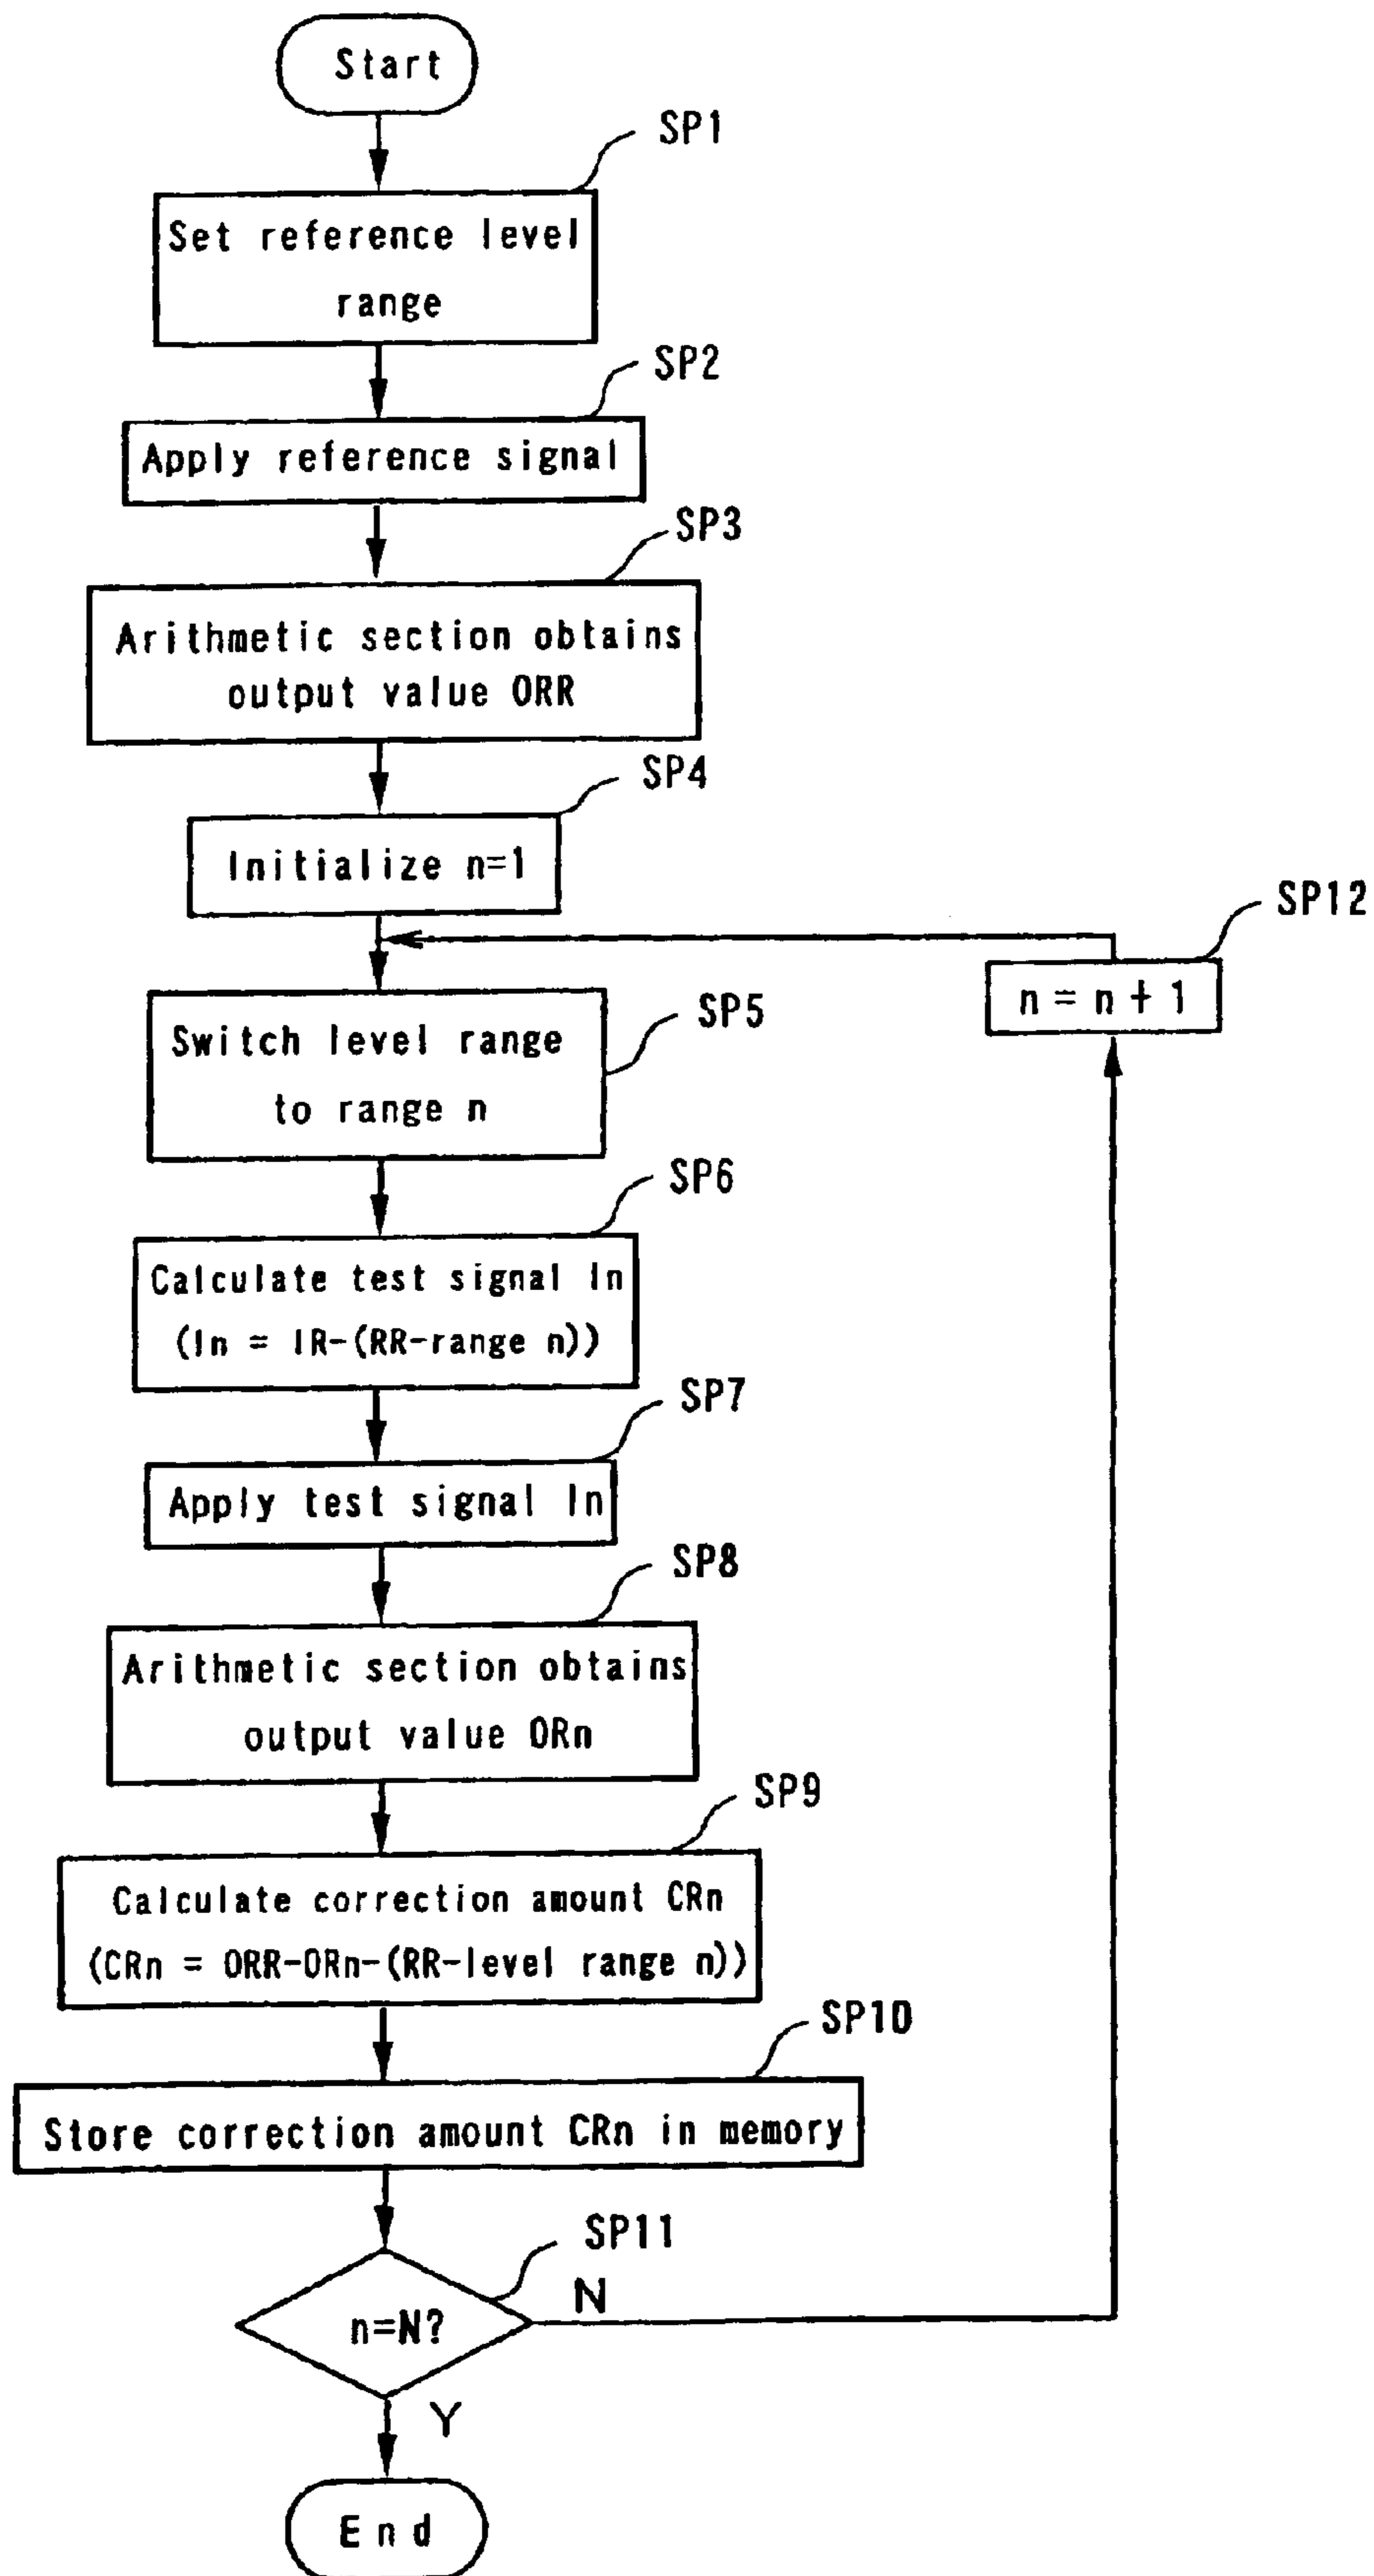 Start
SP1
Set reference level
range
SP2
Apply reference signal
SP3
Arithmetic section obtains
output value ORR
SP4
Initialize n=1
SP12
n = n + 1
SP5
Switch level range
to range n
SP6
Calculate test signal In
(In = IR-(RR-range n))
SP7
Apply test signal In
SP8
Arithmetic section obtains
output value ORn
SP9
Calculate correction amount CRn
(CRn = ORR-ORn-(RR-level range n))
SP10
Store correction amount CRn in memory
SP11
n=N?
N
Y
End